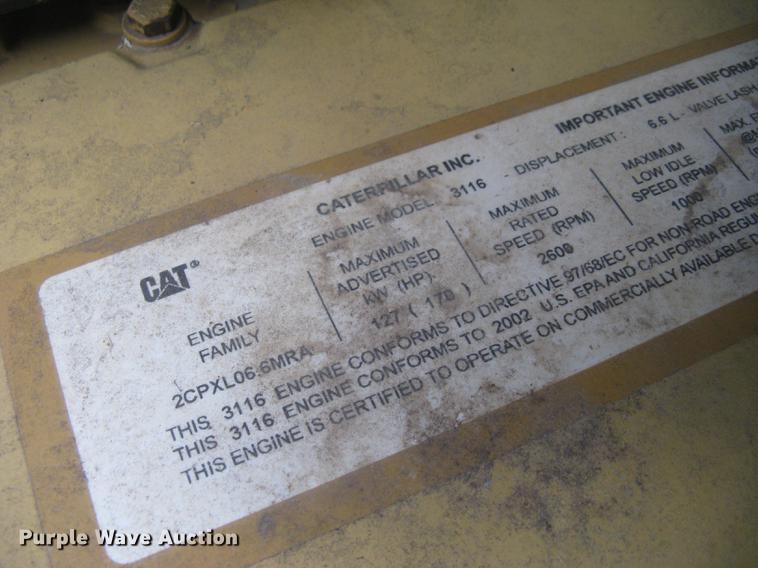 IMPORTANT ENGINE
CATERPILLAR INC.
ENGINE MODEL: 3116 - DISPLACEMENT: 6.6 L - VALVE LASH
CAT®
ENGINE FAMILY
2CPXL06.6MRA
MAXIMUM ADVERTISED KW (HP):
127 ( 170 )
MAXIMUM RATED SPEED (RPM)
2600
MAXIMUM LOW IDLE SPEED (RPM)
1000
MAX.
THIS 3116 ENGINE CONFORMS TO DIRECTIVE 97/68/EC FOR NON-ROAD
THIS 3116 ENGINE CONFORMS TO 2002 U.S. EPA AND CALIFORNIA
THIS ENGINE IS CERTIFIED TO OPERATE ON COMMERCIALLY AVAILABLE
Purple Wave Auction